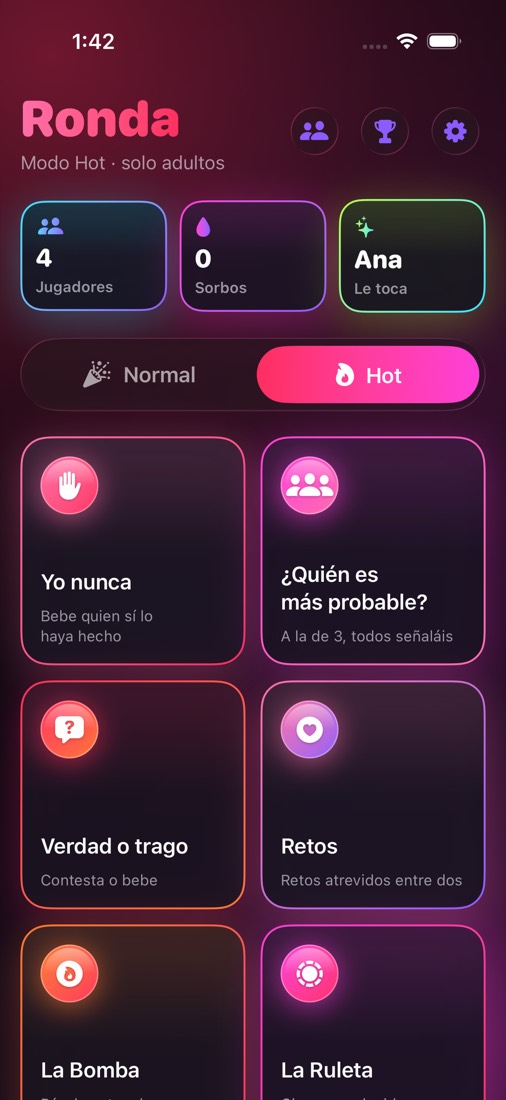 1:42
Ronda
Modo Hot · solo adultos
4
Jugadores
0
Sorbos
Ana
Le toca
Normal
Hot
Yo nunca
Bebe quien sí lo
haya hecho
¿Quién es
más probable?
A la de 3, todos señaláis
?
Verdad o trago
Contesta o bebe
Retos
Retos atrevidos entre dos
La Bomba
La Ruleta